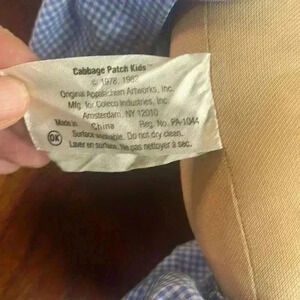 Cabbage Patch Kids™
© 1978, 1982
Original Appalachian Artworks, Inc.
Mfg. for Coleco Industries, Inc.
Amsterdam, NY 12010
Made in China Reg. No. PA-1044
OK Surface washable. Do not dry clean.
Laver en surface. Ne pas nettoyer à sec.